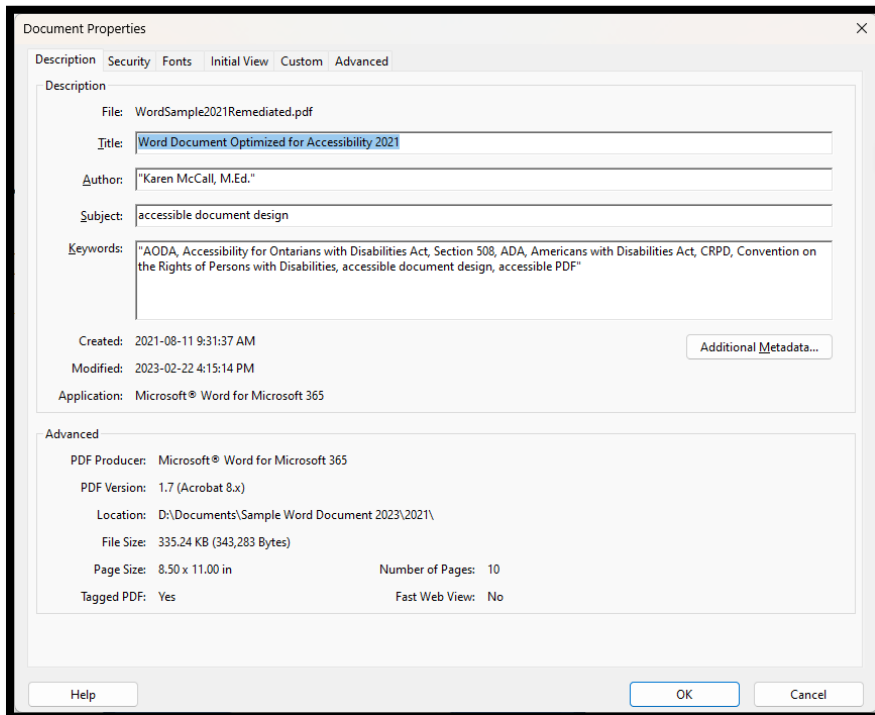 Document Properties
Description Security Fonts Initial View Custom Advanced
Description
File: WordSample2021Remediated.pdf
Title: Word Document Optimized for Accessibility 2021
Author: "Karen McCall, M.Ed."
Subject: accessible document design
Keywords: "AODA, Accessibility for Ontarians with Disabilities Act, Section 508, ADA, Americans with Disabilities Act, CRPD, Convention on
the Rights of Persons with Disabilities, accessible document design, accessible PDF"
Created: 2021-08-11 9:31:37 AM
Additional Metadata...
Modified: 2023-02-22 4:15:14 PM
Application: Microsoft® Word for Microsoft 365
Advanced
PDF Producer: Microsoft® Word for Microsoft 365
PDF Version: 1.7 (Acrobat 8.x)
Location: D:\Documents\Sample Word Document 2023\2021\
File Size: 335.24 KB (343,283 Bytes)
Page Size: 8.50 x 11.00 in Number of Pages: 10
Tagged PDF: Yes Fast Web View: No
Help OK Cancel